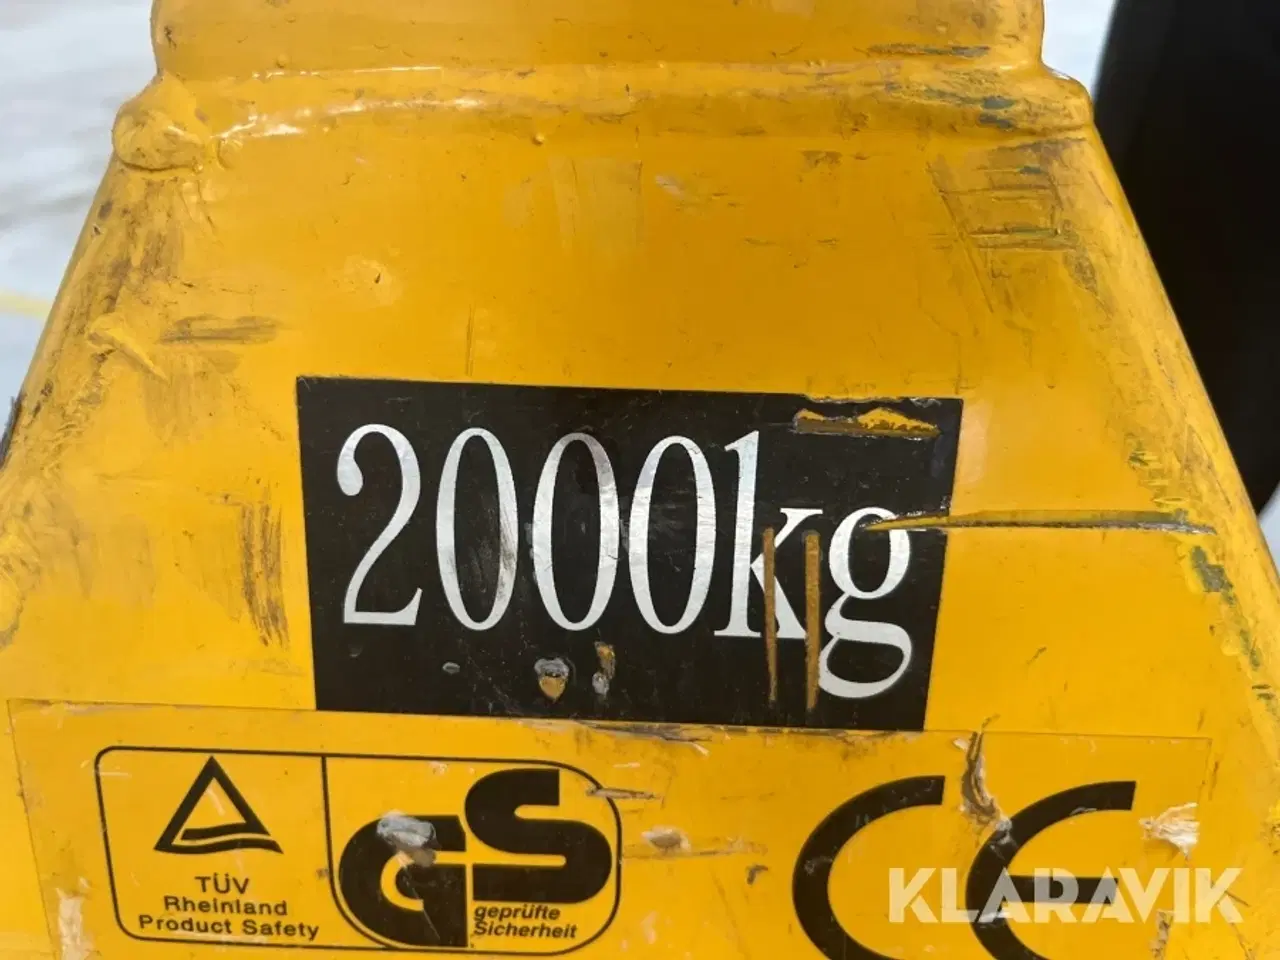 2000kg
TÜV
Rheinland
Product Safety
GS
geprüfte
Sicherheit
CE
KLARAVIK